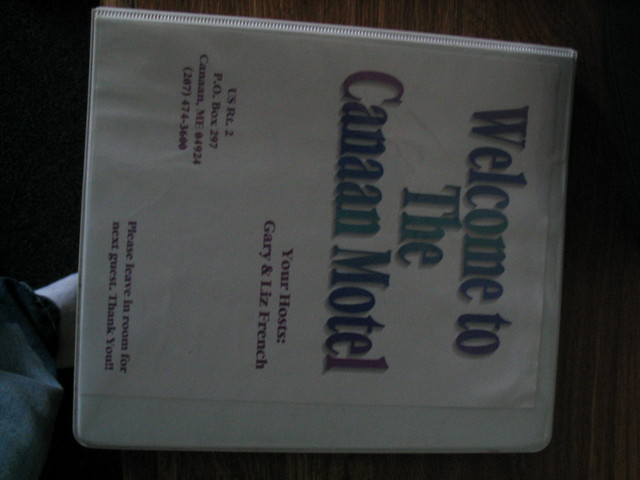 Welcome to
The
Canaan Motel
Your Hosts:
Gary & Liz French
US Rt. 2
P.O. Box 297
Canaan, ME 04924
(207) 474-3600
Please leave in room for
next guest. Thank You!!